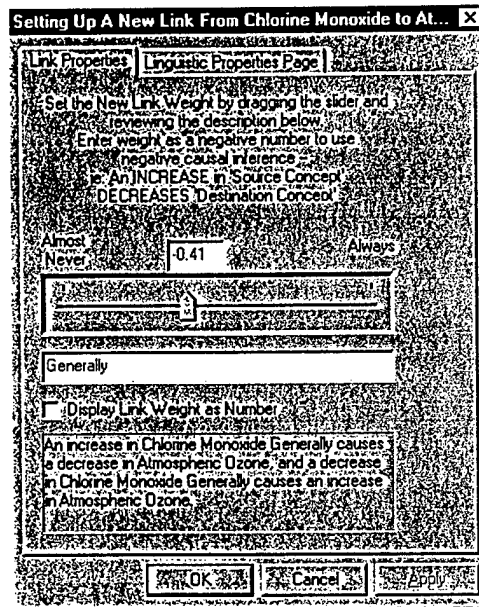 Setting Up A New Link From Chlorine Monoxide to At...
Link Properties
Linguistic Properties Page
Set the New Link Weight by dragging the slider and
reviewing the description below.
Enter weight as a negative number to use
negative causal inference
ie. An INCREASE in 'Source Concept'
DECREASES 'Destination Concept'
Almost
Never
-0.41
Always
Generally
Display Link Weight as Number
An increase in Chlorine Monoxide Generally causes
a decrease in Atmospheric Ozone, and a decrease
in Chlorine Monoxide Generally causes an increase
in Atmospheric Ozone.
OK
Cancel
Apply